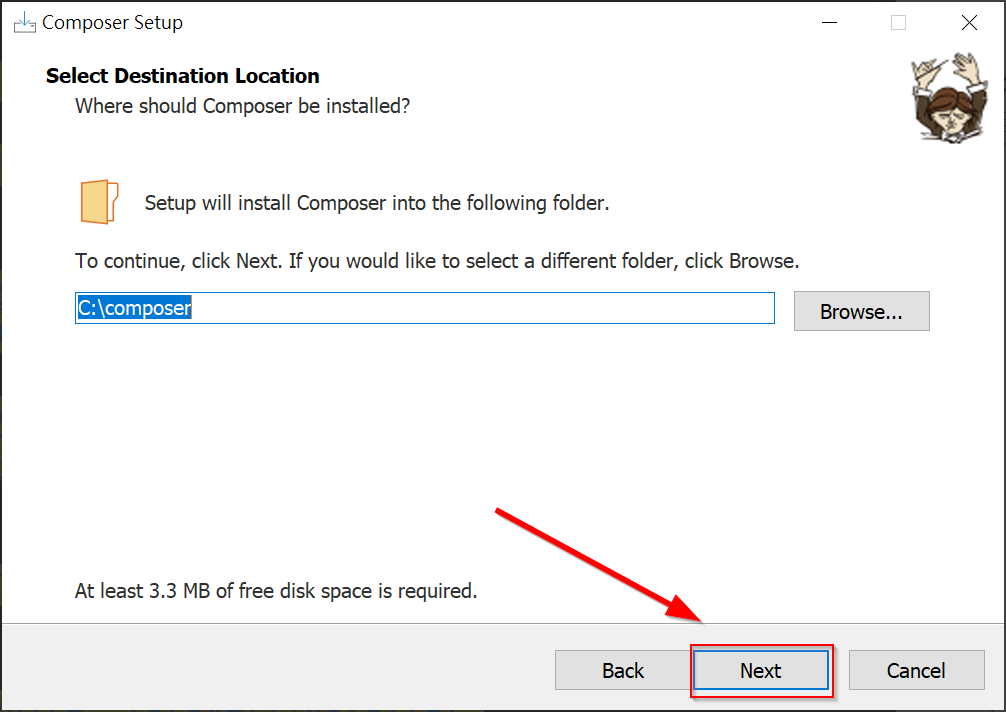 Composer Setup
Select Destination Location
Where should Composer be installed?
Setup will install Composer into the following folder.
To continue, click Next. If you would like to select a different folder, click Browse.
C:\composer
Browse...
At least 3.3 MB of free disk space is required.
Back
Next
Cancel